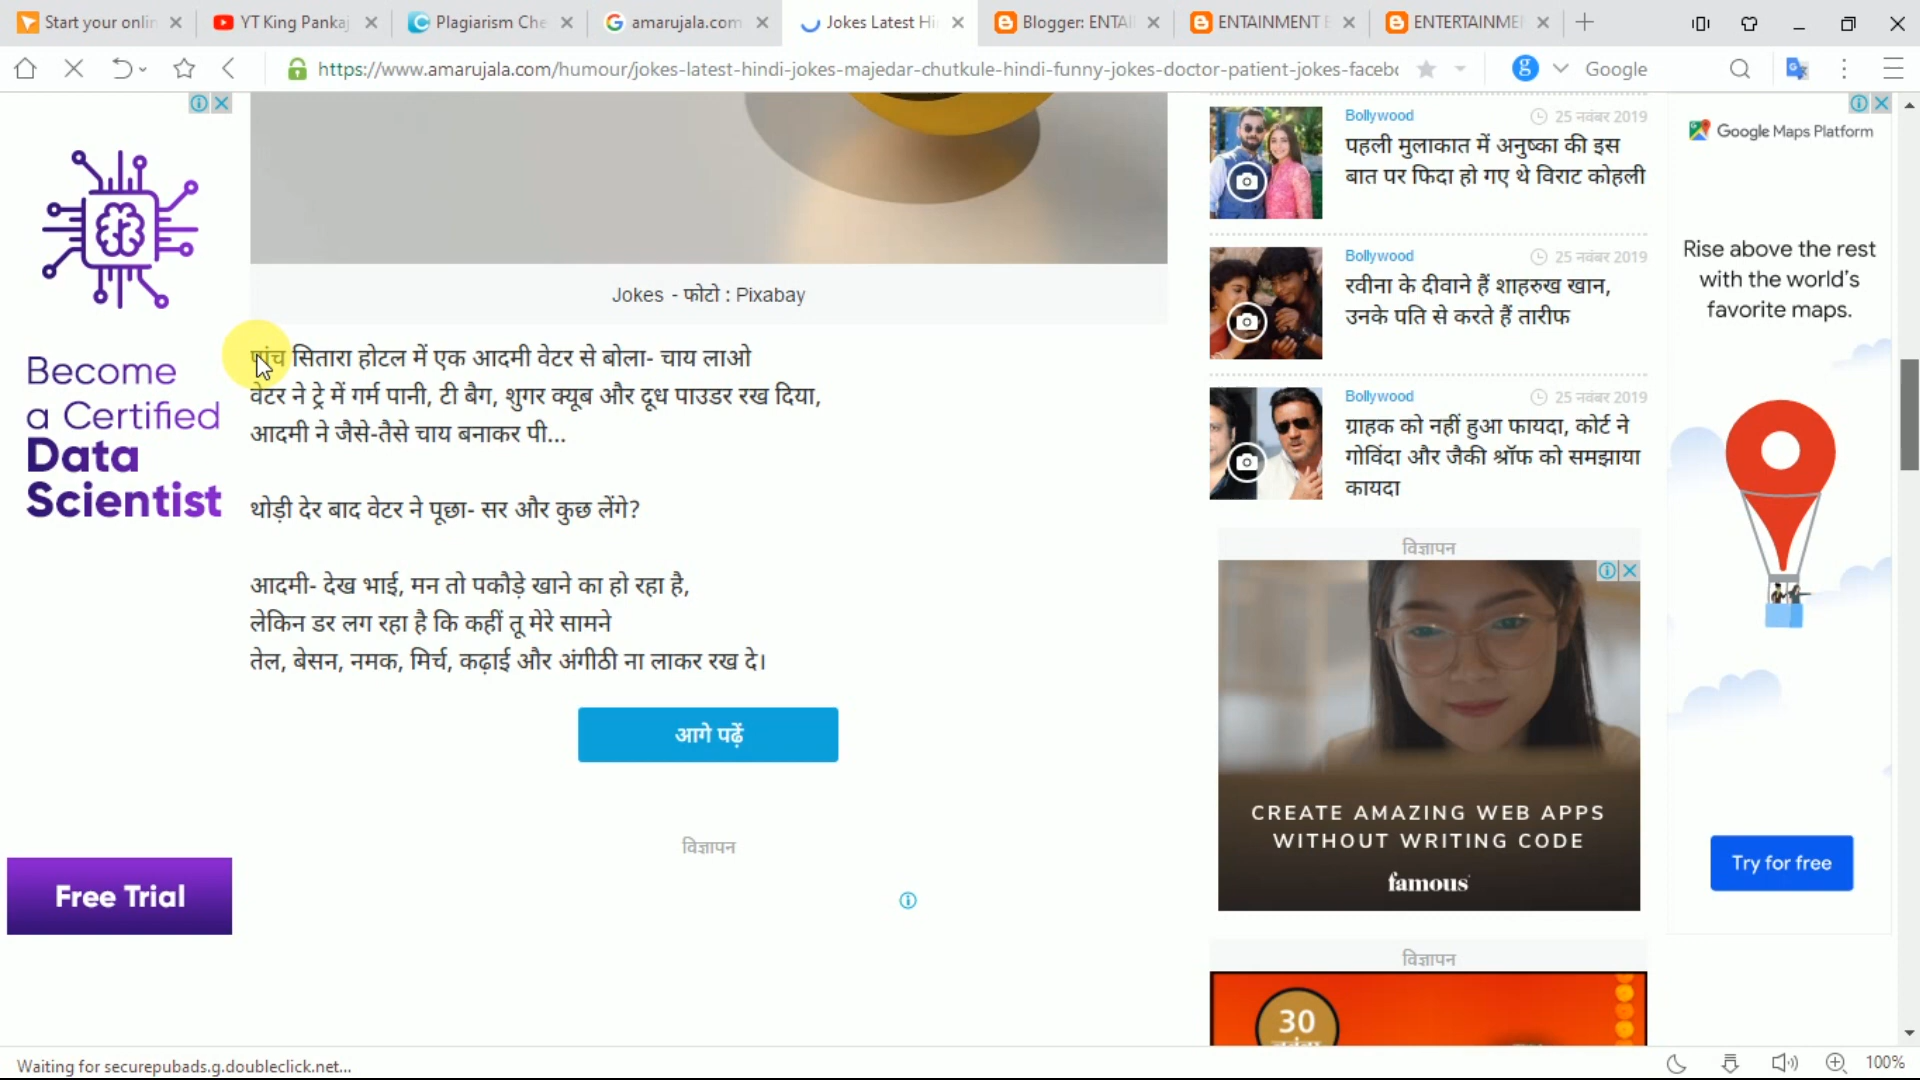 Start your onlin
YT King Pankaj
Plagiarism Che
amarujala.com
Jokes Latest Hi
Blogger: ENTAI
ENTAINMENT
ENTERTAINME
https://www.amarujala.com/humour/jokes-latest-hindi-jokes-majedar-chutkule-hindi-funny-jokes-doctor-patient-jokes-facebo
Google
Become
a Certified
Data
Scientist
Free Trial
Jokes - फोटो : Pixabay
पांच सितारा होटल में एक आदमी वेटर से बोला- चाय लाओ
वेटर ने ट्रे में गर्म पानी, टी बैग, शुगर क्यूब और दूध पाउडर रख दिया,
आदमी ने जैसे-तैसे चाय बनाकर पी...
थोड़ी देर बाद वेटर ने पूछा- सर और कुछ लेंगे?
आदमी- देख भाई, मन तो पकौड़े खाने का हो रहा है,
लेकिन डर लग रहा है कि कहीं तू मेरे सामने
तेल, बेसन, नमक, मिर्च, कढ़ाई और अंगीठी ना लाकर रख दे।
आगे पढ़ें
विज्ञापन
Bollywood
25 नवंबर 2019
पहली मुलाकात में अनुष्का की इस
बात पर फिदा हो गए थे विराट कोहली
Bollywood
25 नवंबर 2019
रवीना के दीवाने हैं शाहरुख खान,
उनके पति से करते हैं तारीफ
Bollywood
25 नवंबर 2019
ग्राहक को नहीं हुआ फायदा, कोर्ट ने
गोविंदा और जैकी श्रॉफ को समझाया
कायदा
विज्ञापन
CREATE AMAZING WEB APPS
WITHOUT WRITING CODE
famous
विज्ञापन
30
Google Maps Platform
Rise above the rest
with the world's
favorite maps.
Try for free
Waiting for securepubads.g.doubleclick.net...
100%